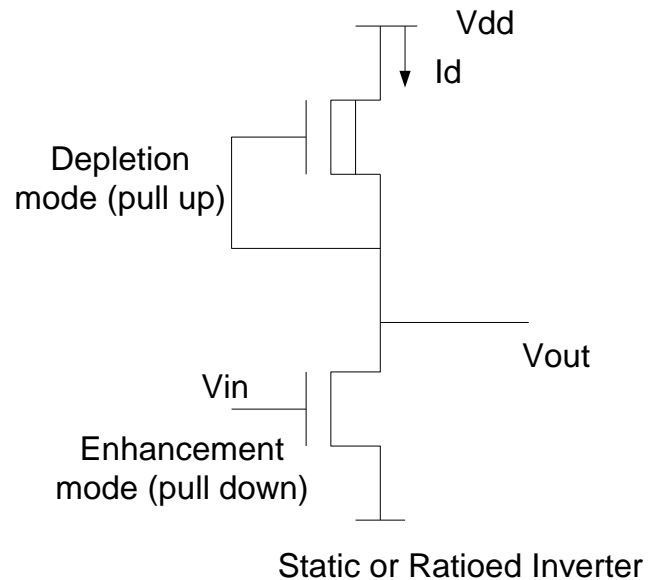 Vdd
Id
Depletion
mode (pull up)
Vout
Vin
Enhancement
mode (pull down)
Static or Ratioed Inverter